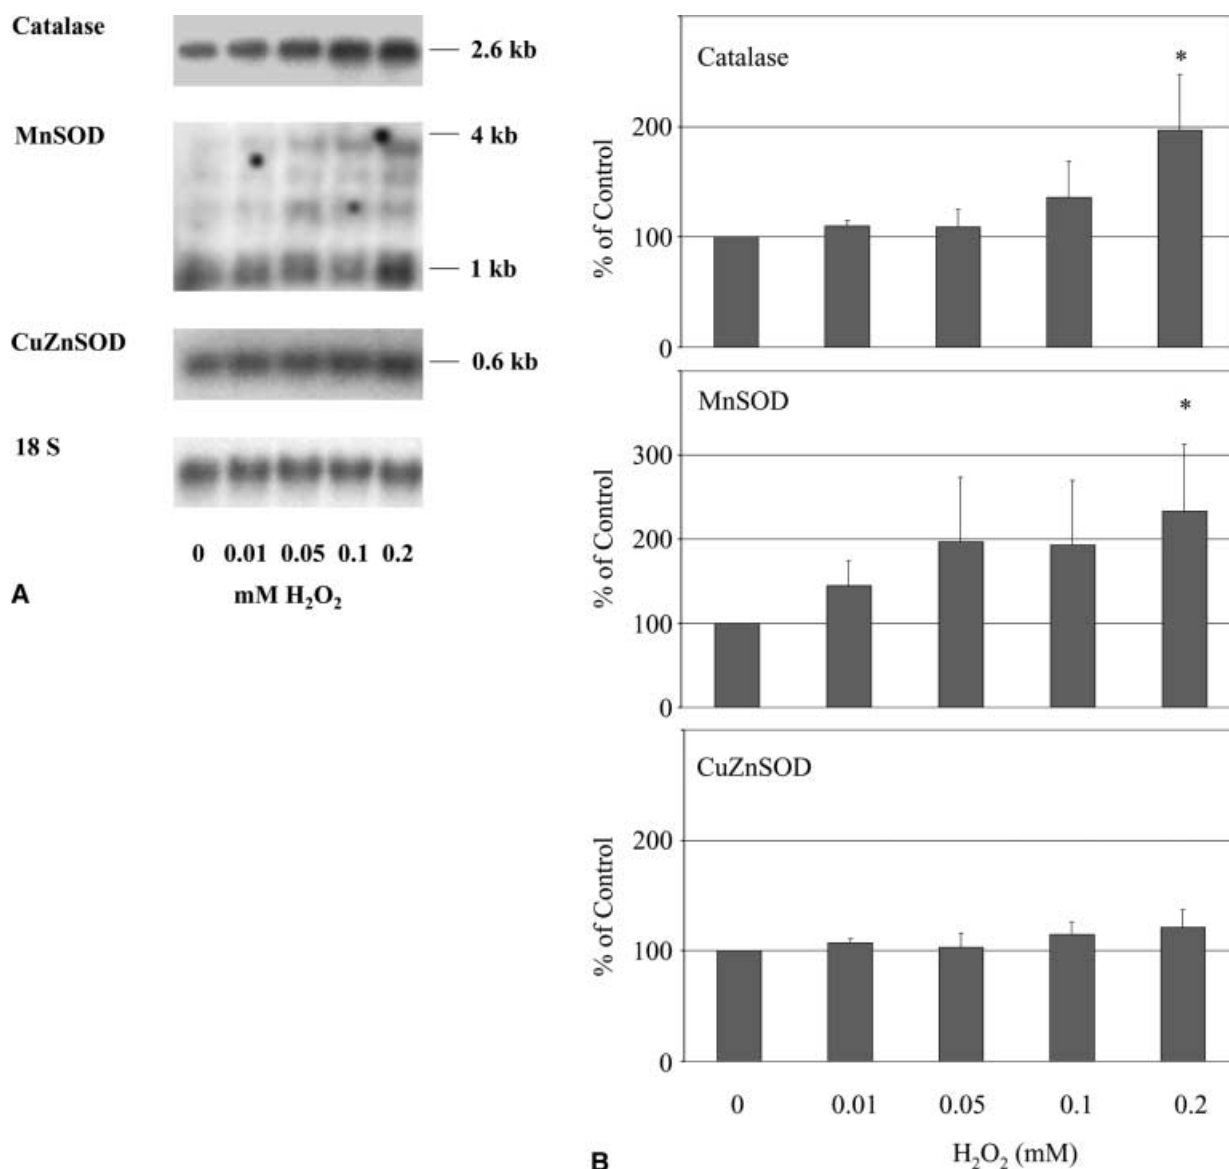 Catalase
2.6 kb
MnSOD
4 kb
1 kb
CuZnSOD
0.6 kb
18 S
0 0.01 0.05 0.1 0.2
mM H₂O₂
A
Catalase
*
200
100
0
% of Control
MnSOD
*
300
200
100
0
% of Control
CuZnSOD
200
100
0
% of Control
0 0.01 0.05 0.1 0.2
H₂O₂ (mM)
B